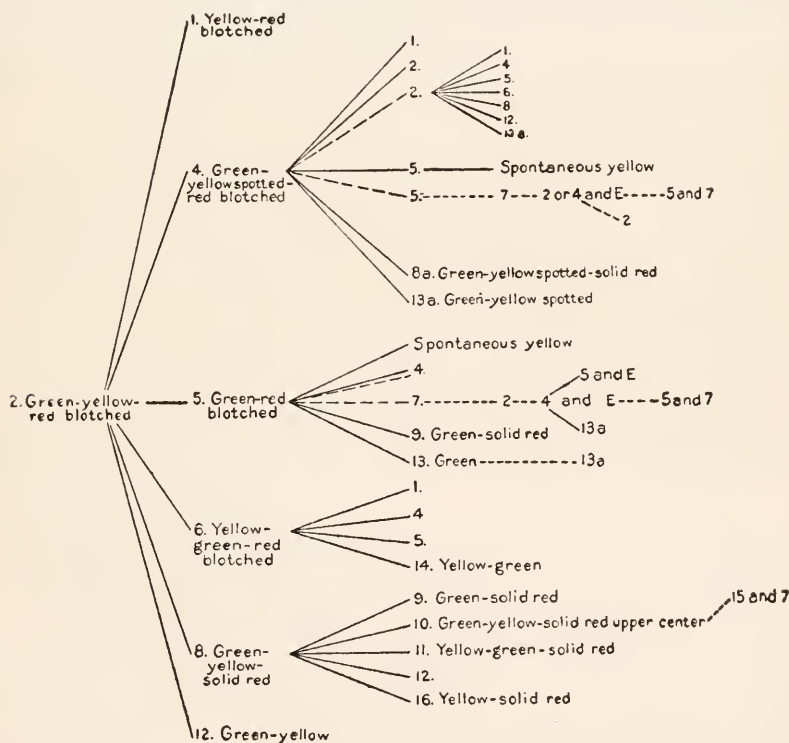 1. Yellow-red
blotched
1.
2.
2.
1.
4
5.
6.
8
12.
13 a.
4. Green-
yellow spotted-
red blotched
5. Spontaneous yellow
5. 7 2 or 4 and E 5 and 7
2
8a. Green-yellow spotted-solid red
13a. Green-yellow spotted
Spontaneous yellow
4.
2. Green-yellow-
red blotched
5. Green-red
blotched
7. 2 4 and E 5 and 7
5 and E
13a
9. Green-solid red
13. Green 13a
6. Yellow-
green-red
blotched
1.
4
5.
14. Yellow-green
8. Green-
yellow-
solid red
9. Green-solid red
10. Green-yellow-solid red upper center
15 and 7
11. Yellow-green-solid red
12.
16. Yellow-solid red
12. Green-yellow